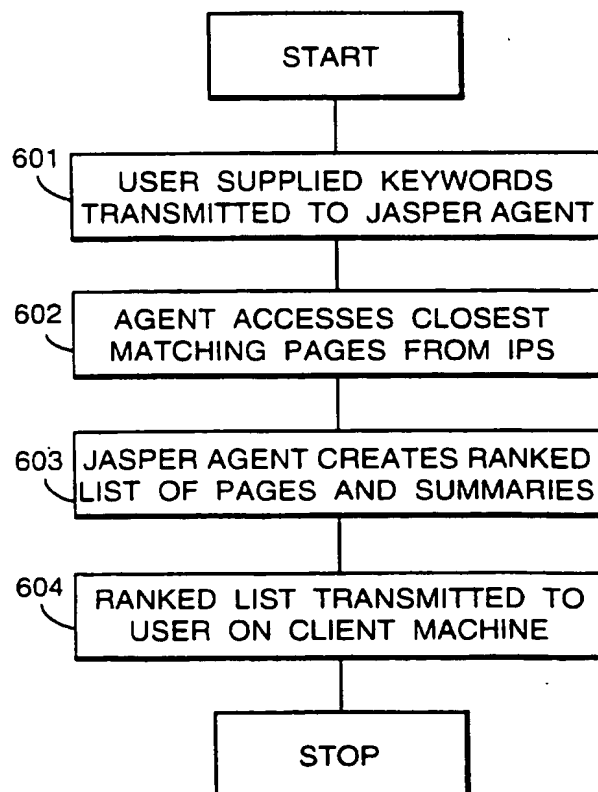 START
601
USER SUPPLIED KEYWORDS
TRANSMITTED TO JASPER AGENT
602
AGENT ACCESSES CLOSEST
MATCHING PAGES FROM IPS
603
JASPER AGENT CREATES RANKED
LIST OF PAGES AND SUMMARIES
604
RANKED LIST TRANSMITTED TO
USER ON CLIENT MACHINE
STOP